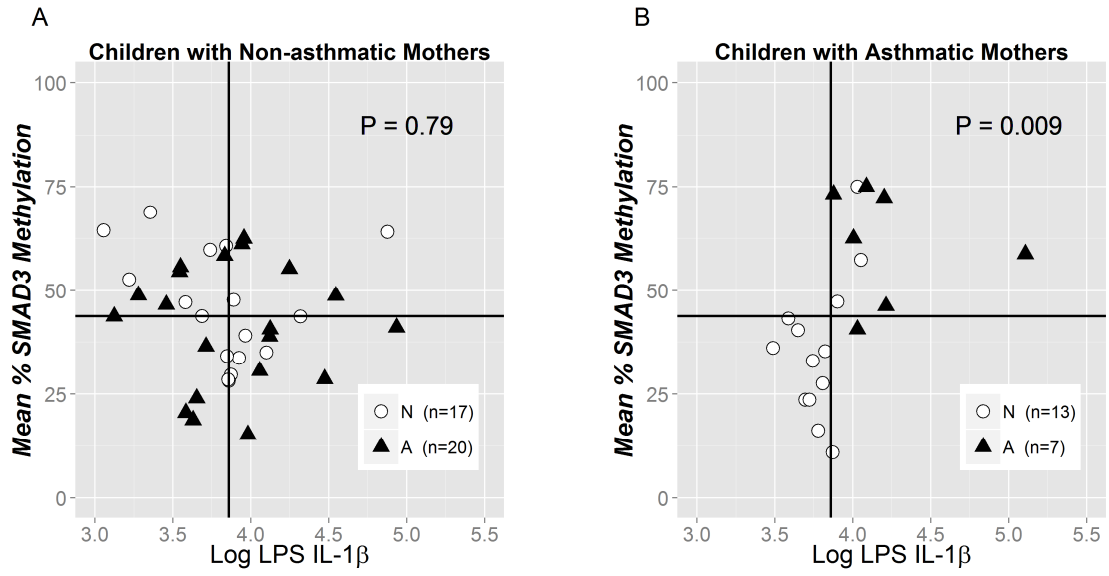 A
Children with Non-asthmatic Mothers
Mean % SMAD3 Methylation
100
75
50
25
0
P = 0.79
N (n=17)
A (n=20)
3.0 3.5 4.0 4.5 5.0 5.5
Log LPS IL-1β
B
Children with Asthmatic Mothers
Mean % SMAD3 Methylation
100
75
50
25
0
P = 0.009
N (n=13)
A (n=7)
3.0 3.5 4.0 4.5 5.0 5.5
Log LPS IL-1β